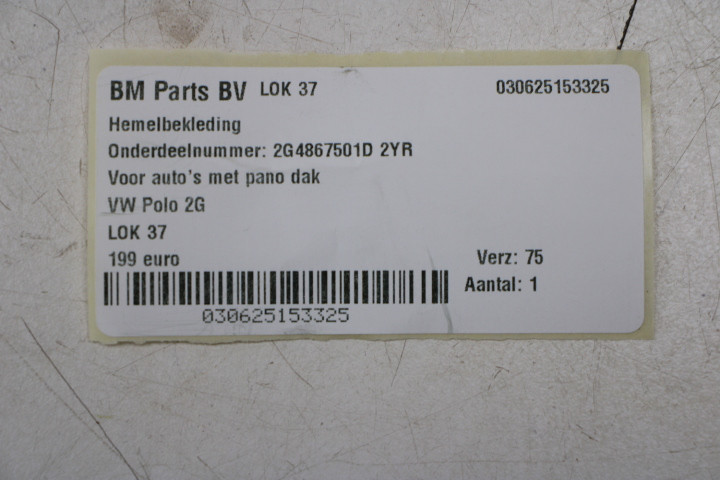 BM Parts BV LOK 37 030625153325
Hemelbekleding
Onderdeelnummer: 2G4867501D 2YR
Voor auto's met pano dak
VW Polo 2G
LOK 37
199 euro Verz: 75
Aantal: 1
030625153325